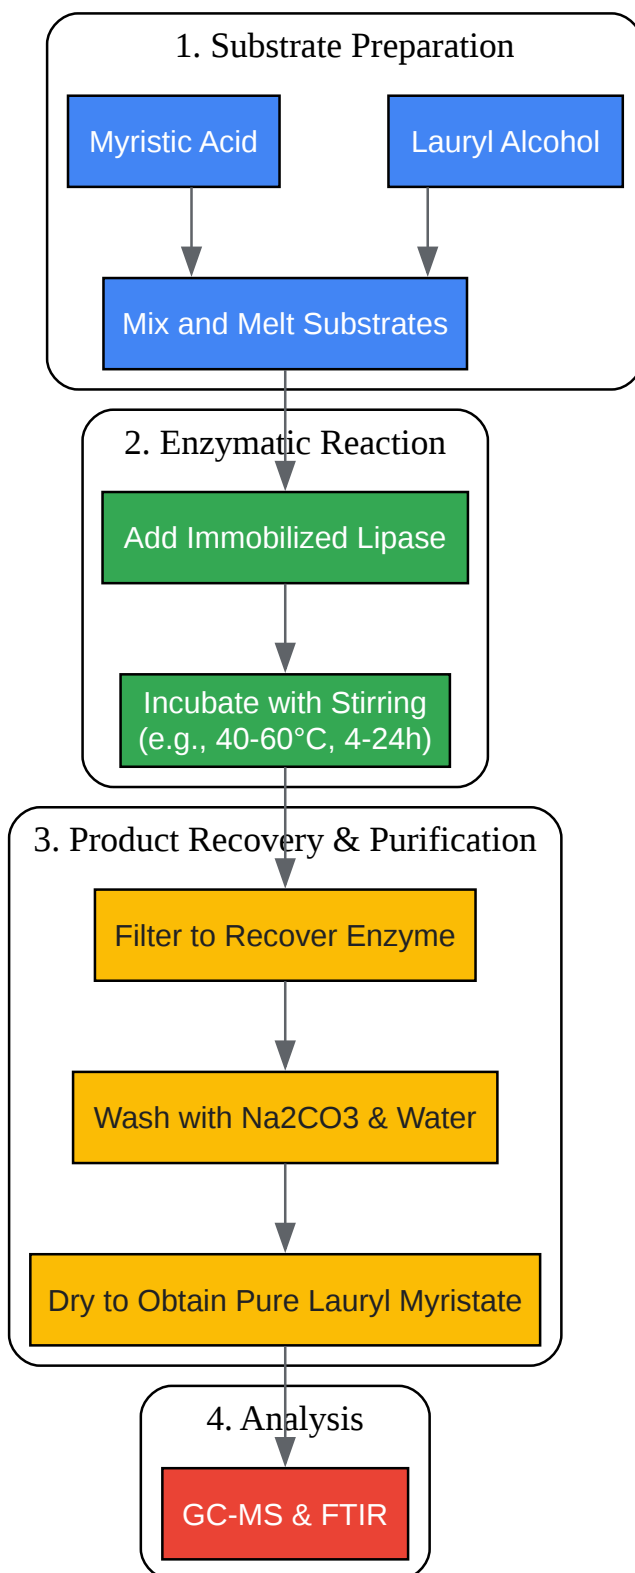 1. Substrate Preparation
Myristic Acid
Lauryl Alcohol
Mix and Melt Substrates
2. Enzymatic Reaction
Add Immobilized Lipase
Incubate with Stirring
(e.g., 40-60°C, 4-24h)
3. Product Recovery & Purification
Filter to Recover Enzyme
Wash with Na2CO3 & Water
Dry to Obtain Pure Lauryl Myristate
4. Analysis
GC-MS & FTIR